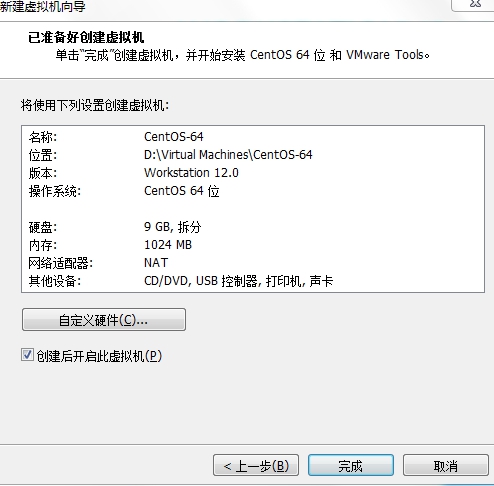 新建虚拟机向导
已准备好创建虚拟机
单击“完成”创建虚拟机，并开始安装 CentOS 64 位 和 VMware Tools。
将使用下列设置创建虚拟机:
名称: CentOS-64
位置: D:\Virtual Machines\CentOS-64
版本: Workstation 12.0
操作系统: CentOS 64 位
硬盘: 9 GB, 拆分
内存: 1024 MB
网络适配器: NAT
其他设备: CD/DVD, USB 控制器, 打印机, 声卡
自定义硬件(C)...
创建后开启此虚拟机(P)
< 上一步(B) 完成 取消